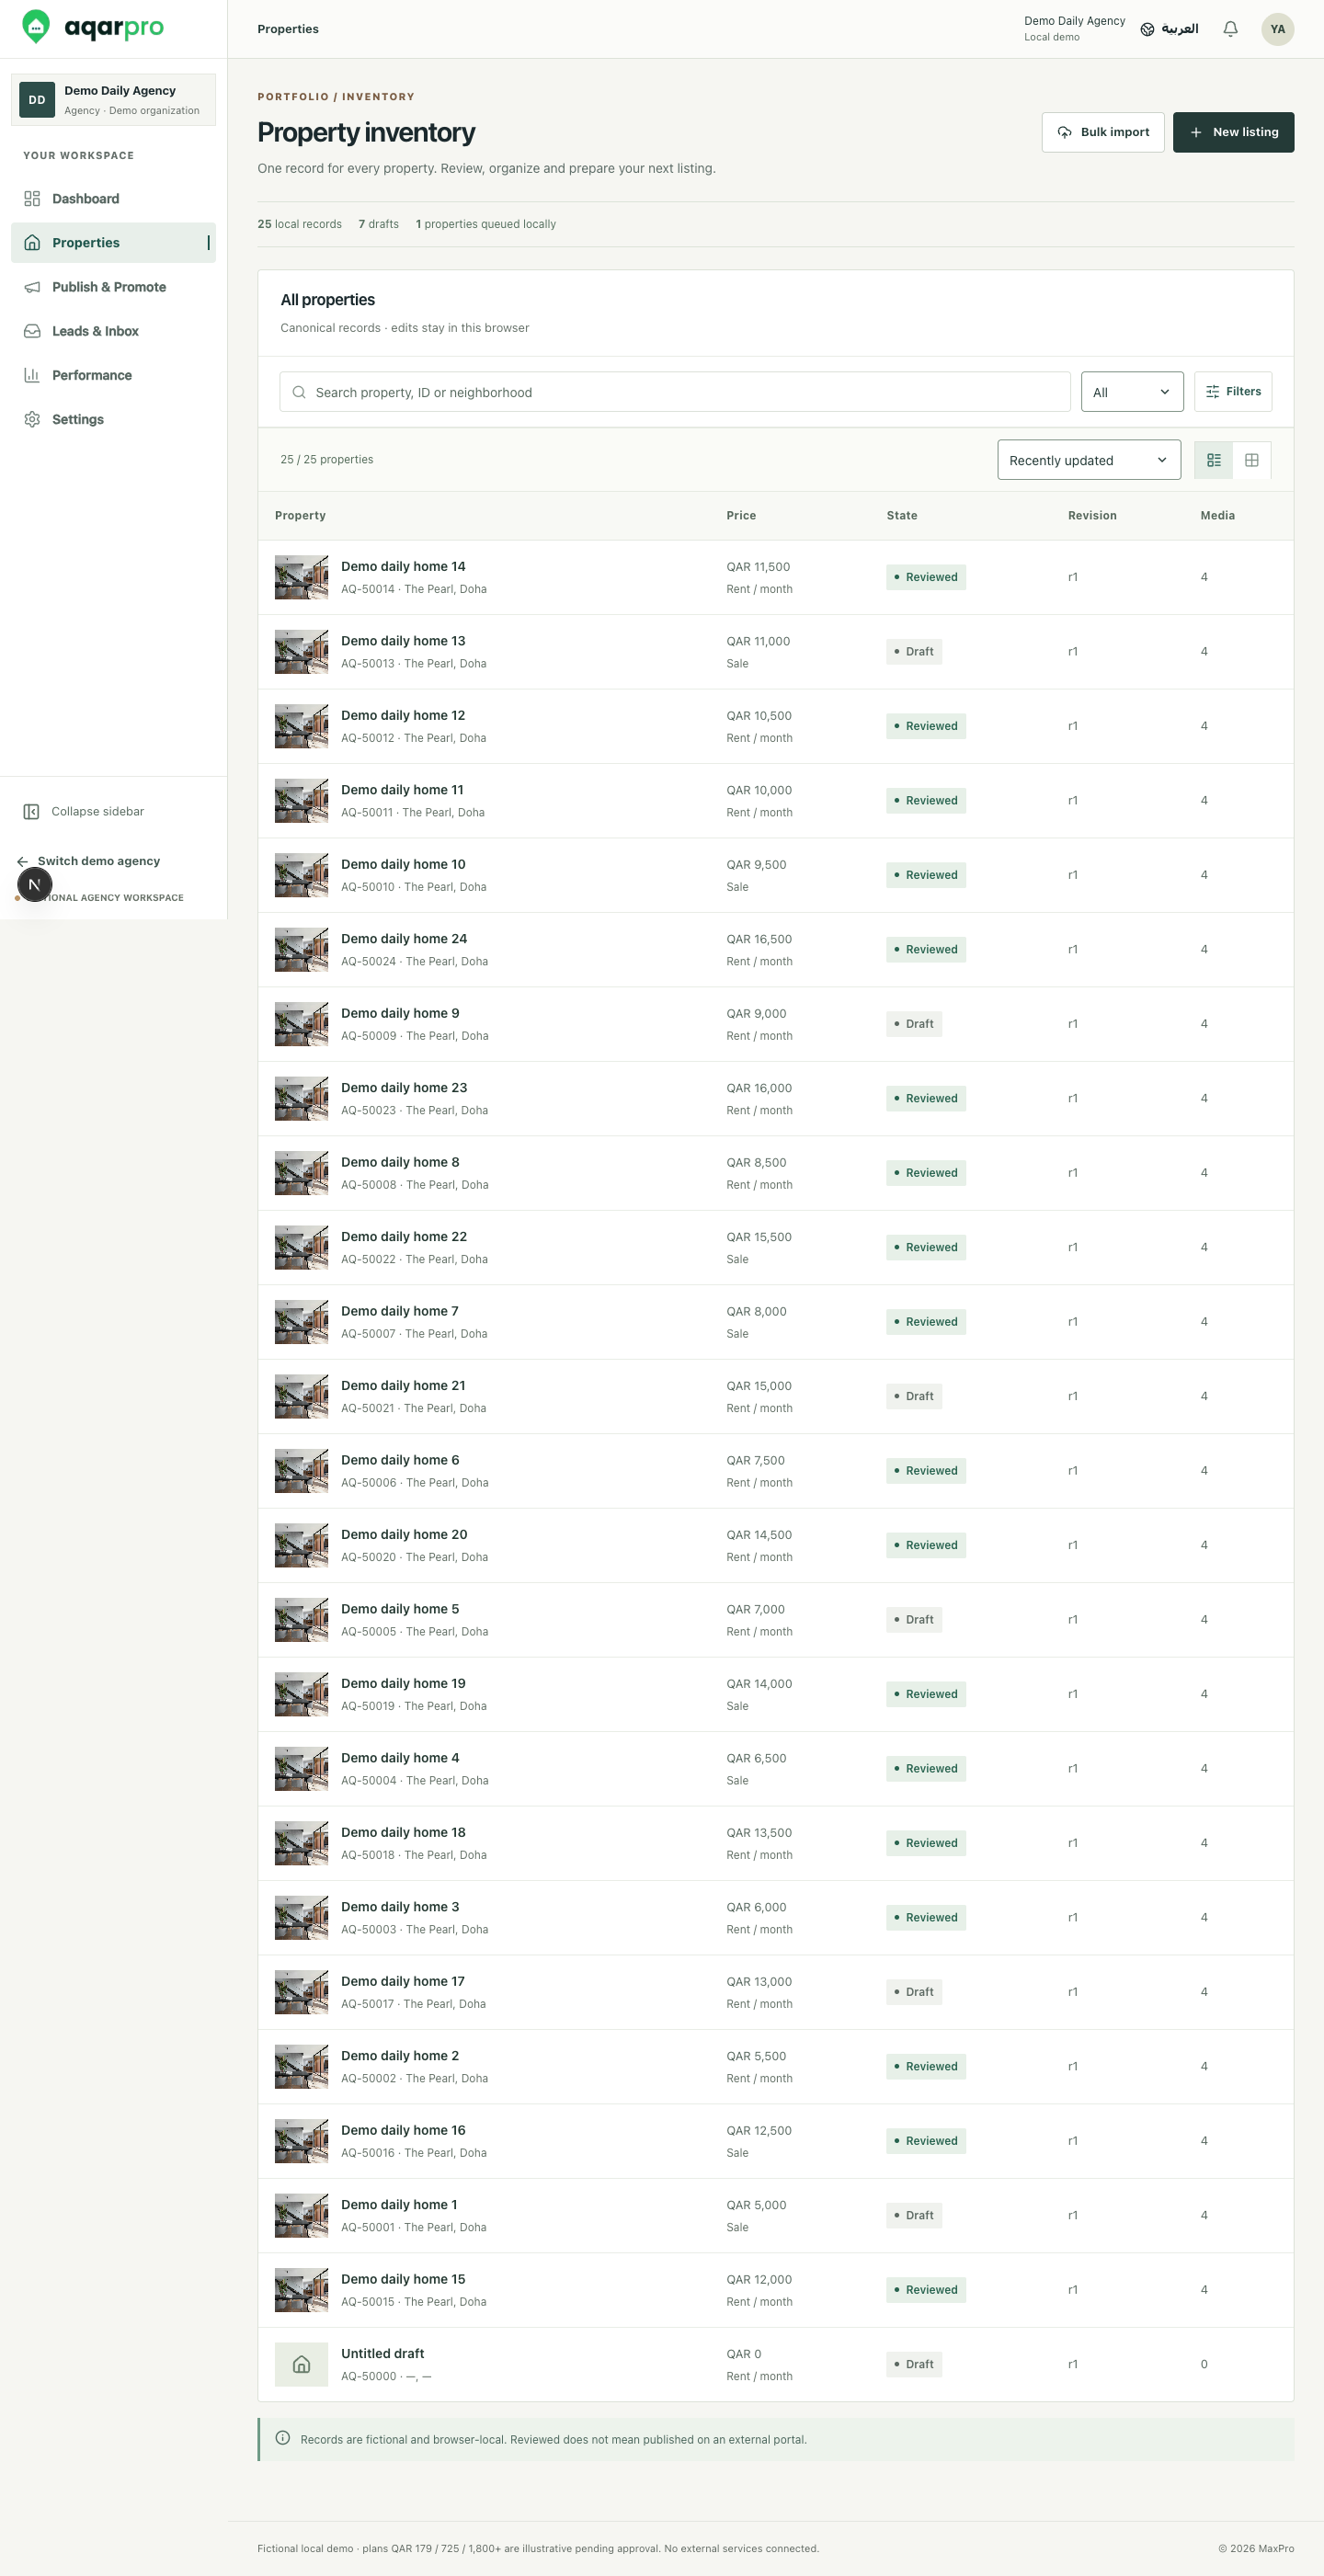 aqarpro
Properties
Demo Daily Agency
Local demo
العربية
YA
DD
Demo Daily Agency
Agency · Demo organization
YOUR WORKSPACE
Dashboard
Properties
Publish & Promote
Leads & Inbox
Performance
Settings
Collapse sidebar
Switch demo agency
N
AGENCY WORKSPACE
PORTFOLIO / INVENTORY
Property inventory
One record for every property. Review, organize and prepare your next listing.
Bulk import
New listing
25 local records 7 drafts 1 properties queued locally
All properties
Canonical records · edits stay in this browser
Search property, ID or neighborhood
All
Filters
25 / 25 properties
Recently updated
Property Price State Revision Media
Demo daily home 14 QAR 11,500 Reviewed r1 4
AQ-50014 · The Pearl, Doha Rent / month
Demo daily home 13 QAR 11,000 Draft r1 4
AQ-50013 · The Pearl, Doha Sale
Demo daily home 12 QAR 10,500 Reviewed r1 4
AQ-50012 · The Pearl, Doha Rent / month
Demo daily home 11 QAR 10,000 Reviewed r1 4
AQ-50011 · The Pearl, Doha Rent / month
Demo daily home 10 QAR 9,500 Reviewed r1 4
AQ-50010 · The Pearl, Doha Sale
Demo daily home 24 QAR 16,500 Reviewed r1 4
AQ-50024 · The Pearl, Doha Rent / month
Demo daily home 9 QAR 9,000 Draft r1 4
AQ-50009 · The Pearl, Doha Rent / month
Demo daily home 23 QAR 16,000 Reviewed r1 4
AQ-50023 · The Pearl, Doha Rent / month
Demo daily home 8 QAR 8,500 Reviewed r1 4
AQ-50008 · The Pearl, Doha Rent / month
Demo daily home 22 QAR 15,500 Reviewed r1 4
AQ-50022 · The Pearl, Doha Sale
Demo daily home 7 QAR 8,000 Reviewed r1 4
AQ-50007 · The Pearl, Doha Sale
Demo daily home 21 QAR 15,000 Draft r1 4
AQ-50021 · The Pearl, Doha Rent / month
Demo daily home 6 QAR 7,500 Reviewed r1 4
AQ-50006 · The Pearl, Doha Rent / month
Demo daily home 20 QAR 14,500 Reviewed r1 4
AQ-50020 · The Pearl, Doha Rent / month
Demo daily home 5 QAR 7,000 Draft r1 4
AQ-50005 · The Pearl, Doha Rent / month
Demo daily home 19 QAR 14,000 Reviewed r1 4
AQ-50019 · The Pearl, Doha Sale
Demo daily home 4 QAR 6,500 Reviewed r1 4
AQ-50004 · The Pearl, Doha Sale
Demo daily home 18 QAR 13,500 Reviewed r1 4
AQ-50018 · The Pearl, Doha Rent / month
Demo daily home 3 QAR 6,000 Reviewed r1 4
AQ-50003 · The Pearl, Doha Rent / month
Demo daily home 17 QAR 13,000 Draft r1 4
AQ-50017 · The Pearl, Doha Rent / month
Demo daily home 2 QAR 5,500 Reviewed r1 4
AQ-50002 · The Pearl, Doha Rent / month
Demo daily home 16 QAR 12,500 Reviewed r1 4
AQ-50016 · The Pearl, Doha Sale
Demo daily home 1 QAR 5,000 Draft r1 4
AQ-50001 · The Pearl, Doha Sale
Demo daily home 15 QAR 12,000 Reviewed r1 4
AQ-50015 · The Pearl, Doha Rent / month
Untitled draft QAR 0 Draft r1 0
AQ-50000 · —, — Rent / month
Records are fictional and browser-local. Reviewed does not mean published on an external portal.
Fictional local demo · plans QAR 179 / 725 / 1,800+ are illustrative pending approval. No external services connected.
© 2026 MaxPro